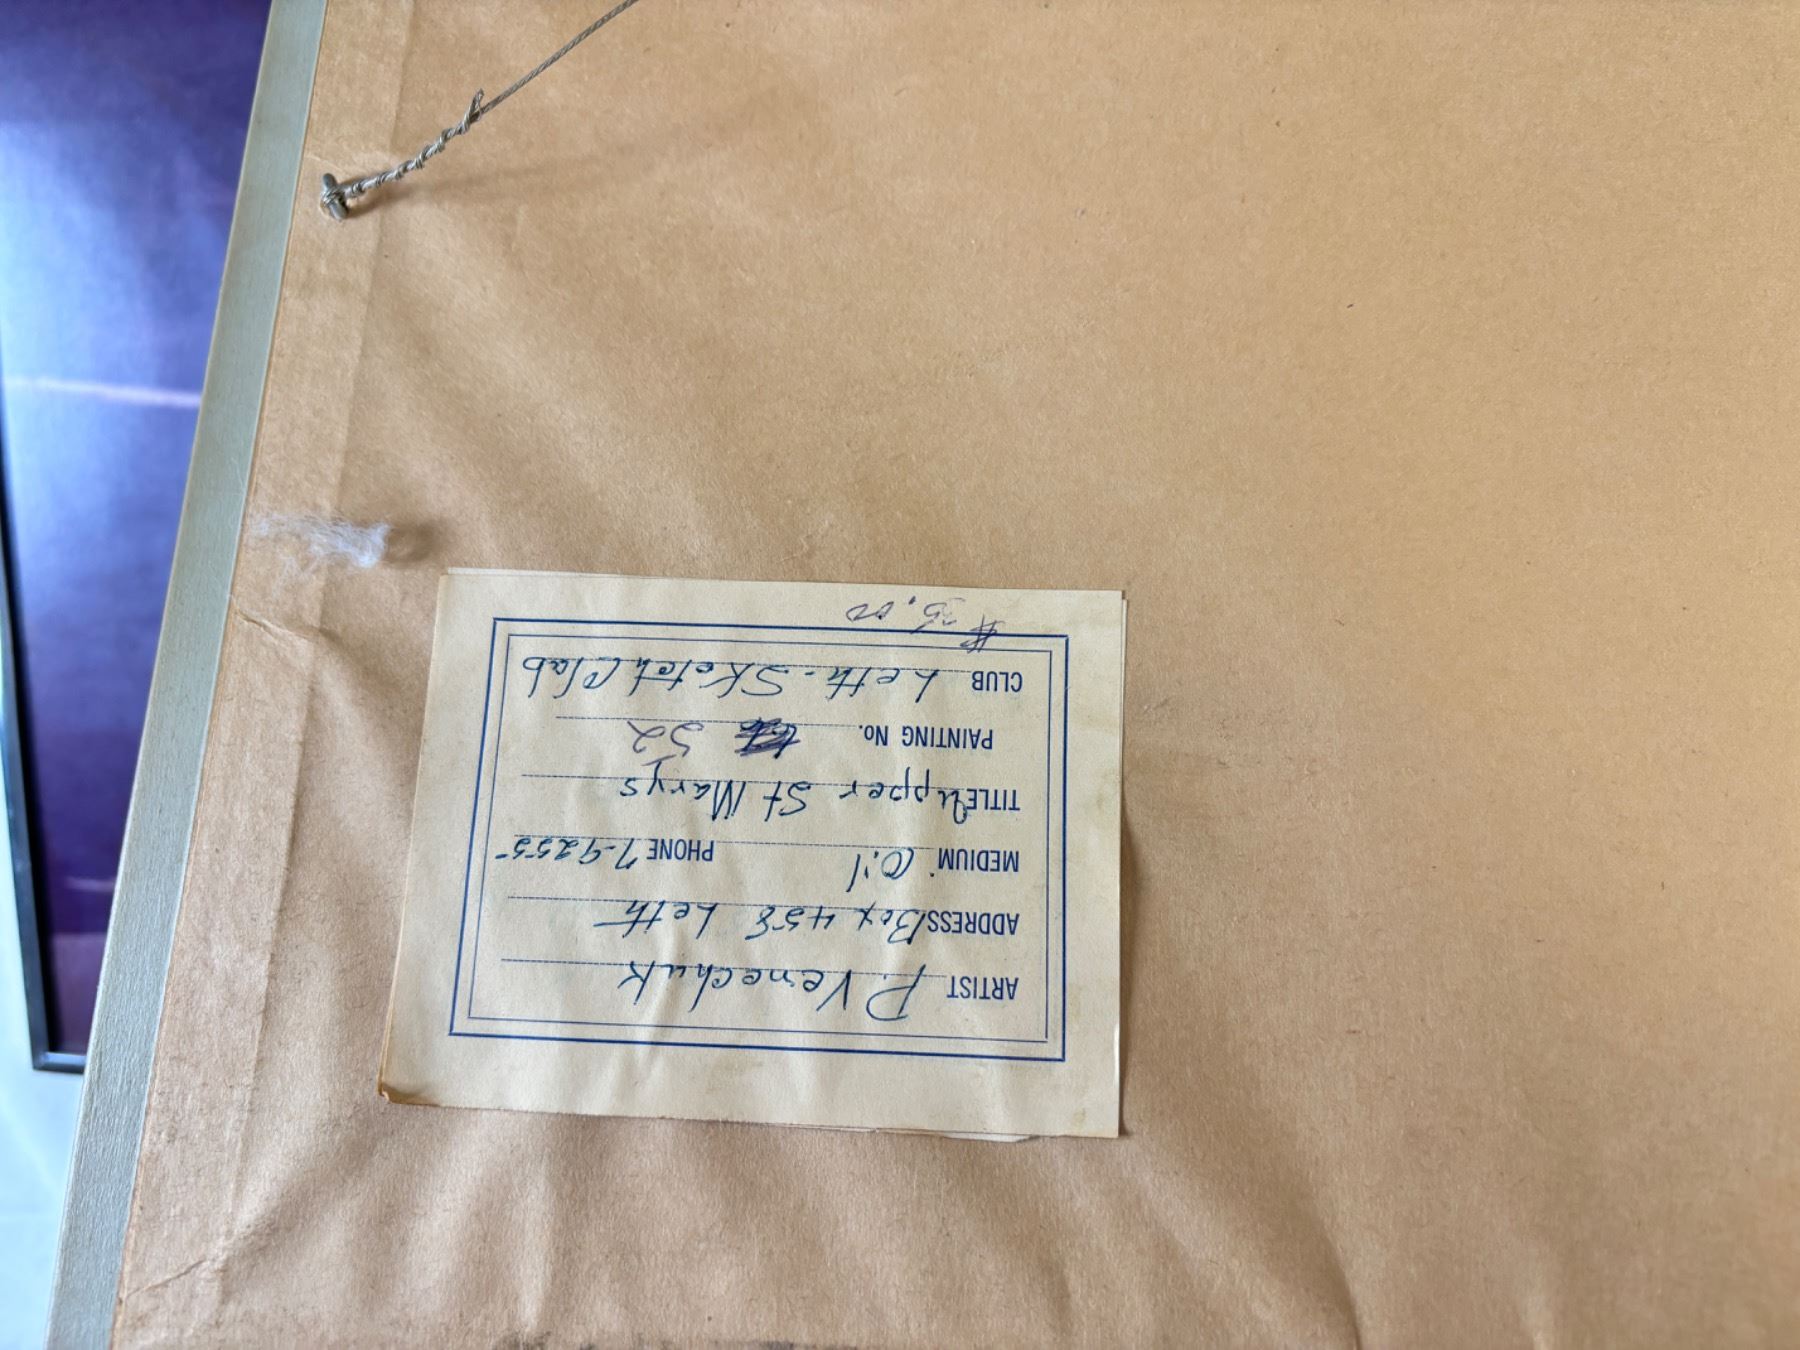 ARTIST P. Venechuk
ADDRESS Box 458 Leth
MEDIUM Oil PHONE 7-9255
TITLE Upper St Marys
PAINTING No. 52
CLUB Leth-Sketch Club
$ 35.00